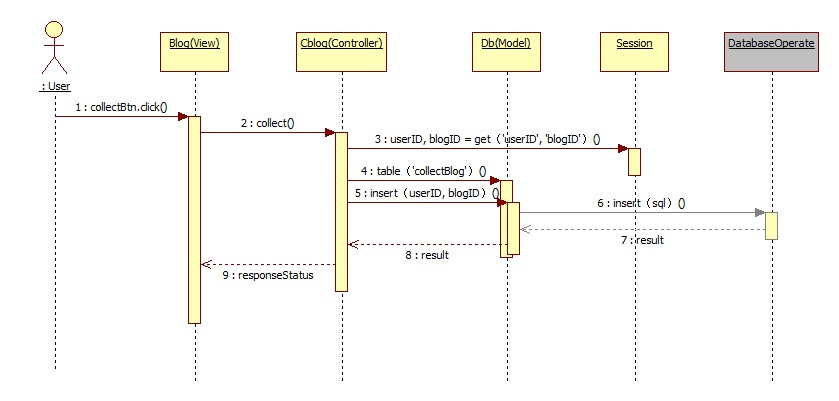 Blog(View)
Cblog(Controller)
Db(Model)
Session
DatabaseOperate
: User
1 : collectBtn.click()
2 : collect()
3 : userID, blogID = get（'userID', 'blogID'）()
4 : table（'collectBlog'）()
5 : insert（userID, blogID）()
6 : insert（sql）()
7 : result
8 : result
9 : responseStatus